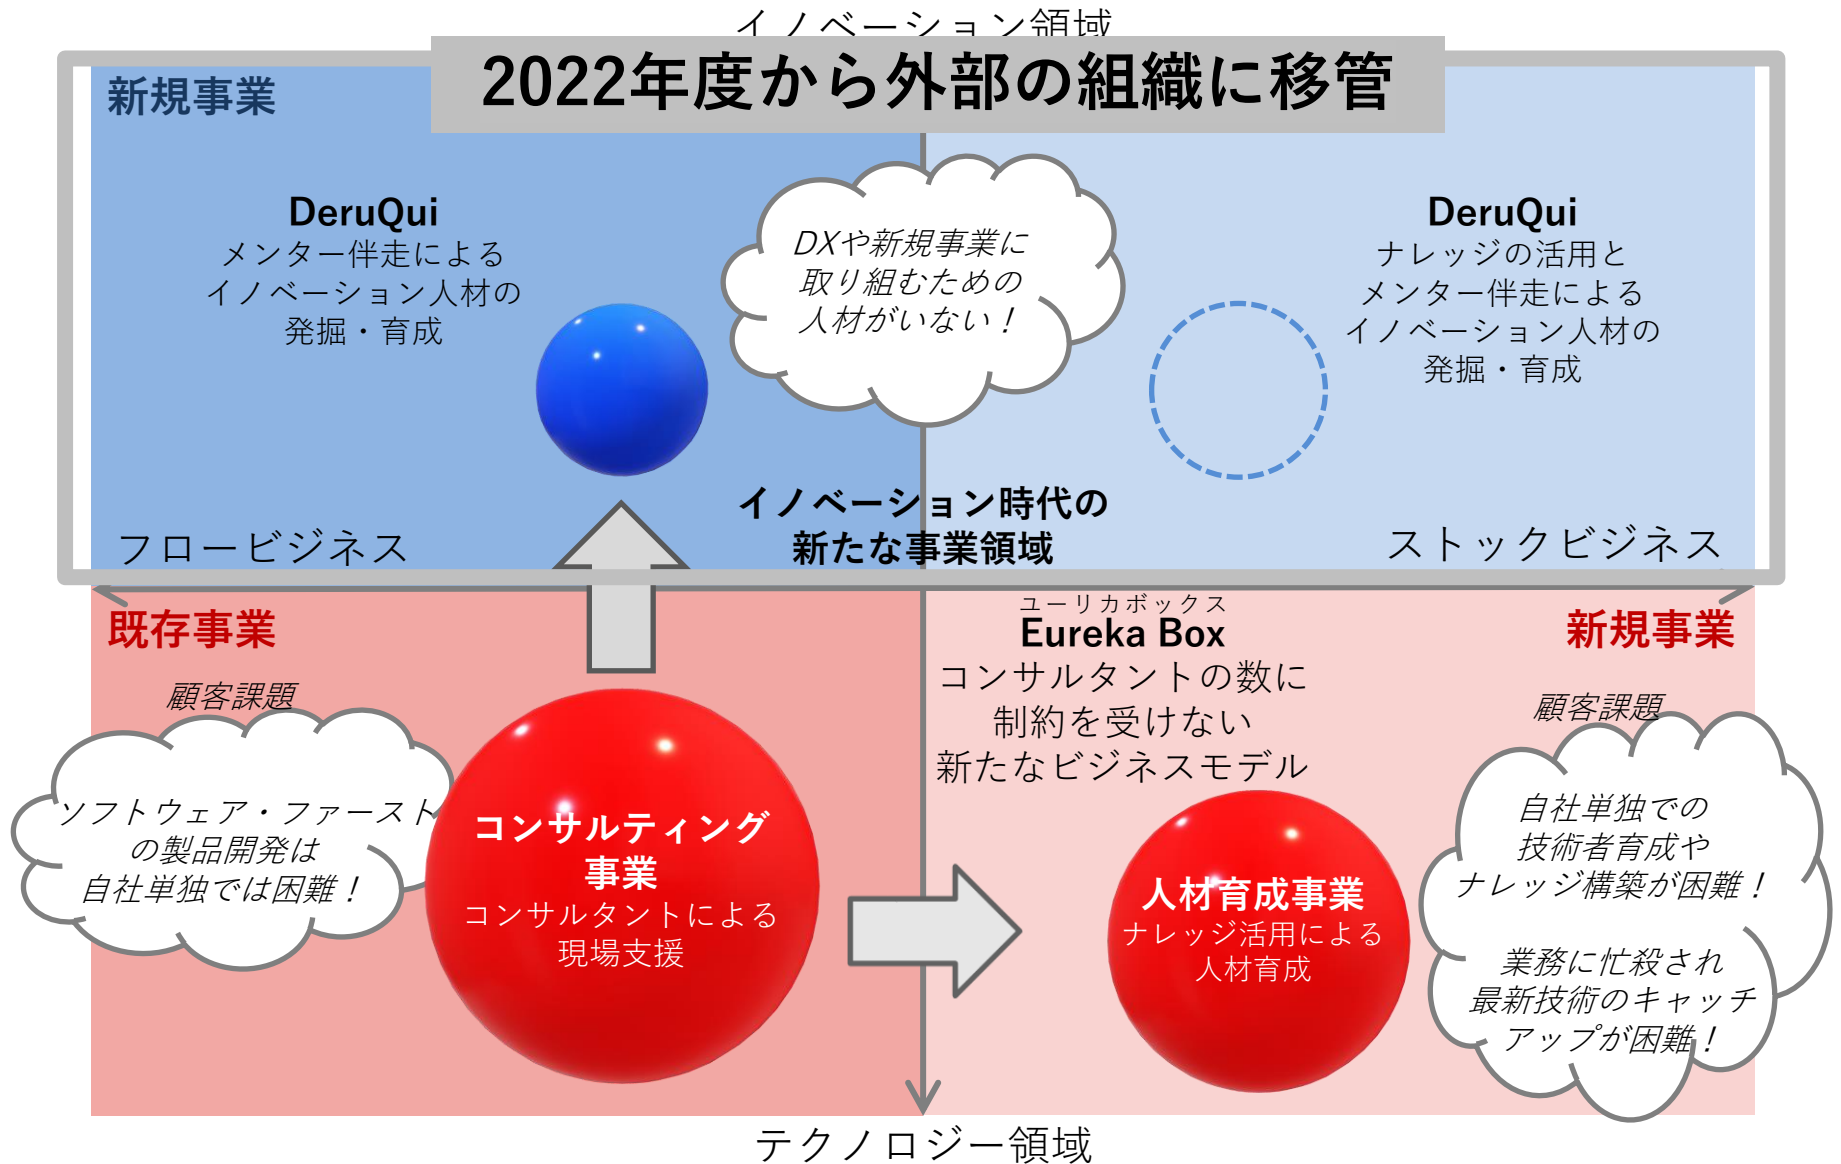 イノベーション領域
2022年度から外部の組織に移管
新規事業
DeruQui
メンター伴走による
イノベーション人材の
発掘・育成
DXや新規事業に
取り組むための
人材がいない！
DeruQui
ナレッジの活用と
メンター伴走による
イノベーション人材の
発掘・育成
イノベーション時代の
新たな事業領域
フロービジネス
ストックビジネス
既存事業
顧客課題
ソフトウェア・ファースト
の製品開発は
自社単独では困難！
コンサルティング
事業
コンサルタントによる
現場支援
ユーリカボックス
Eureka Box
コンサルタントの数に
制約を受けない
新たなビジネスモデル
新規事業
人材育成事業
ナレッジ活用による
人材育成
顧客課題
自社単独での
技術者育成や
ナレッジ構築が困難！
業務に忙殺され
最新技術のキャッチ
アップが困難！
テクノロジー領域